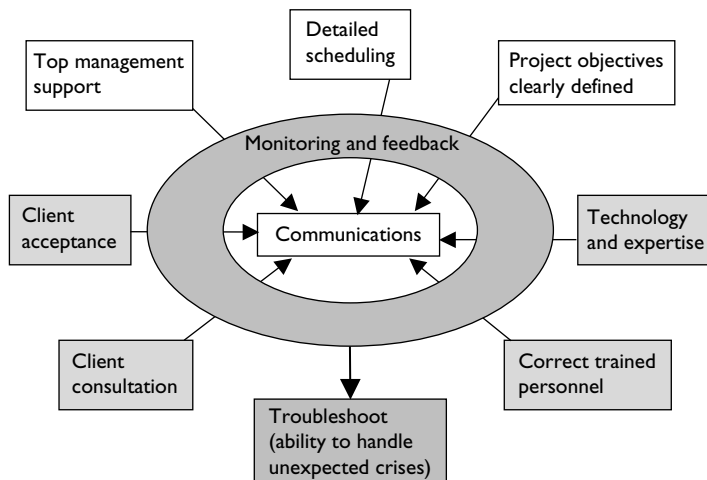 Detailed
scheduling
Top management
support
Project objectives
clearly defined
Monitoring and feedback
Client
acceptance
Communications
Technology
and expertise
Client
consultation
Correct trained
personnel
Troubleshoot
(ability to handle
unexpected crises)